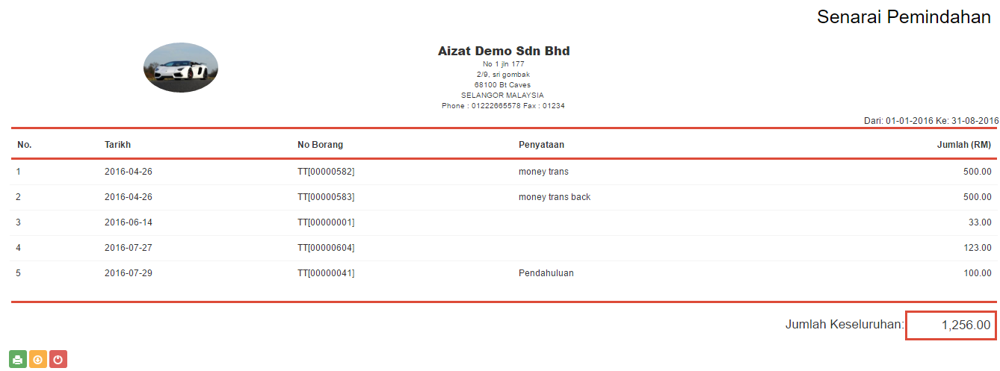 Senarai Pemindahan
Aizat Demo Sdn Bhd
No 1 jln 177
2/9, sri gombak
68100 Bt Caves
SELANGOR MALAYSIA
Phone : 01222665578 Fax : 01234
Dari: 01-01-2016 Ke: 31-08-2016
No. Tarikh No Borang Penyataan Jumlah (RM)
1 2016-04-26 TT[00000582] money trans 500.00
2 2016-04-26 TT[00000583] money trans back 500.00
3 2016-06-14 TT[00000001] 33.00
4 2016-07-27 TT[00000604] 123.00
5 2016-07-29 TT[00000041] Pendahuluan 100.00
Jumlah Keseluruhan: 1,256.00